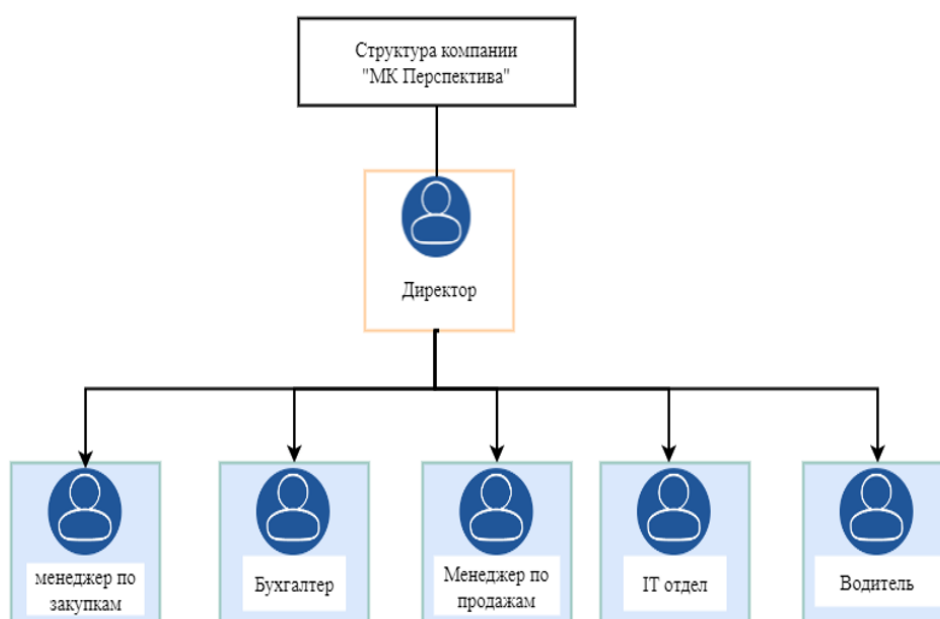 Структура компании
"МК Перспектива"
Директор
менеджер по
закупкам
Бухгалтер
Менеджер по
продажам
IT отдел
Водитель